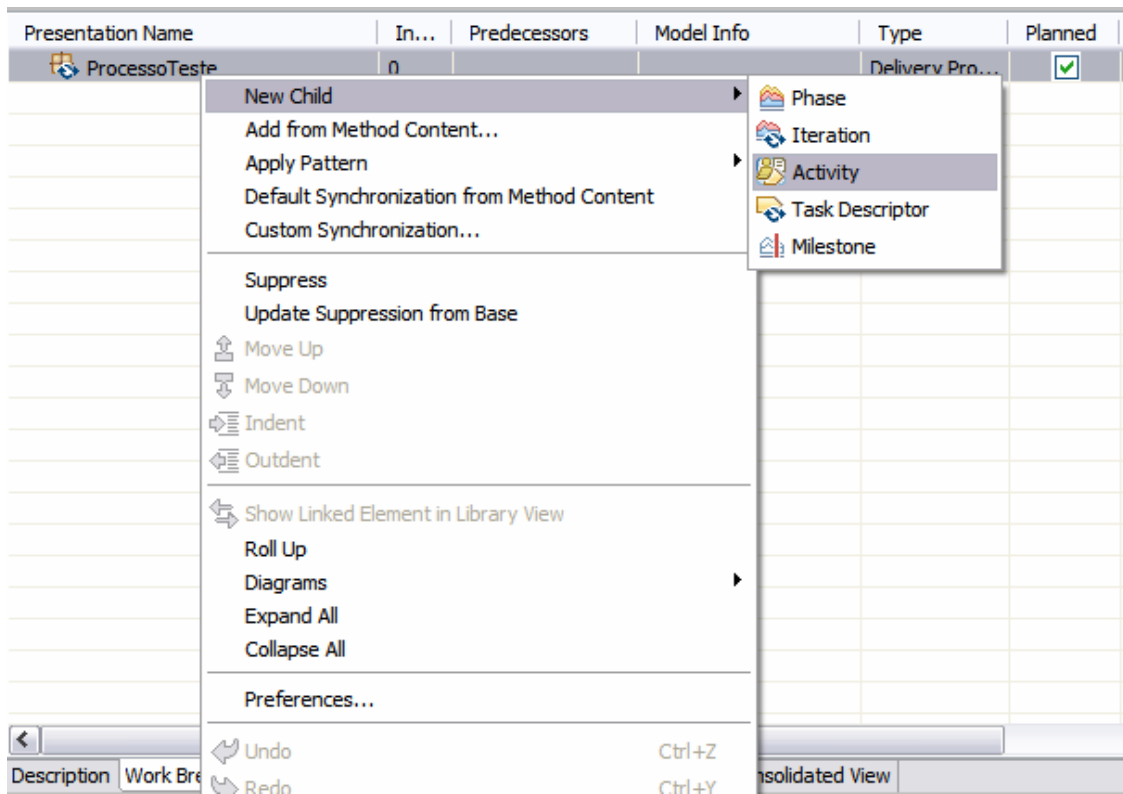 Presentation Name In... Predecessors Model Info Type Planned
ProcessoTeste 0 Delivery Pro...
New Child
Phase
Add from Method Content...
Iteration
Apply Pattern
Activity
Default Synchronization from Method Content
Task Descriptor
Custom Synchronization...
Milestone
Suppress
Update Suppression from Base
Move Up
Move Down
Indent
Outdent
Show Linked Element in Library View
Roll Up
Diagrams
Expand All
Collapse All
Preferences...
Undo Ctrl+Z
Description Work Bre nsolidated View
Redo Ctrl+Y